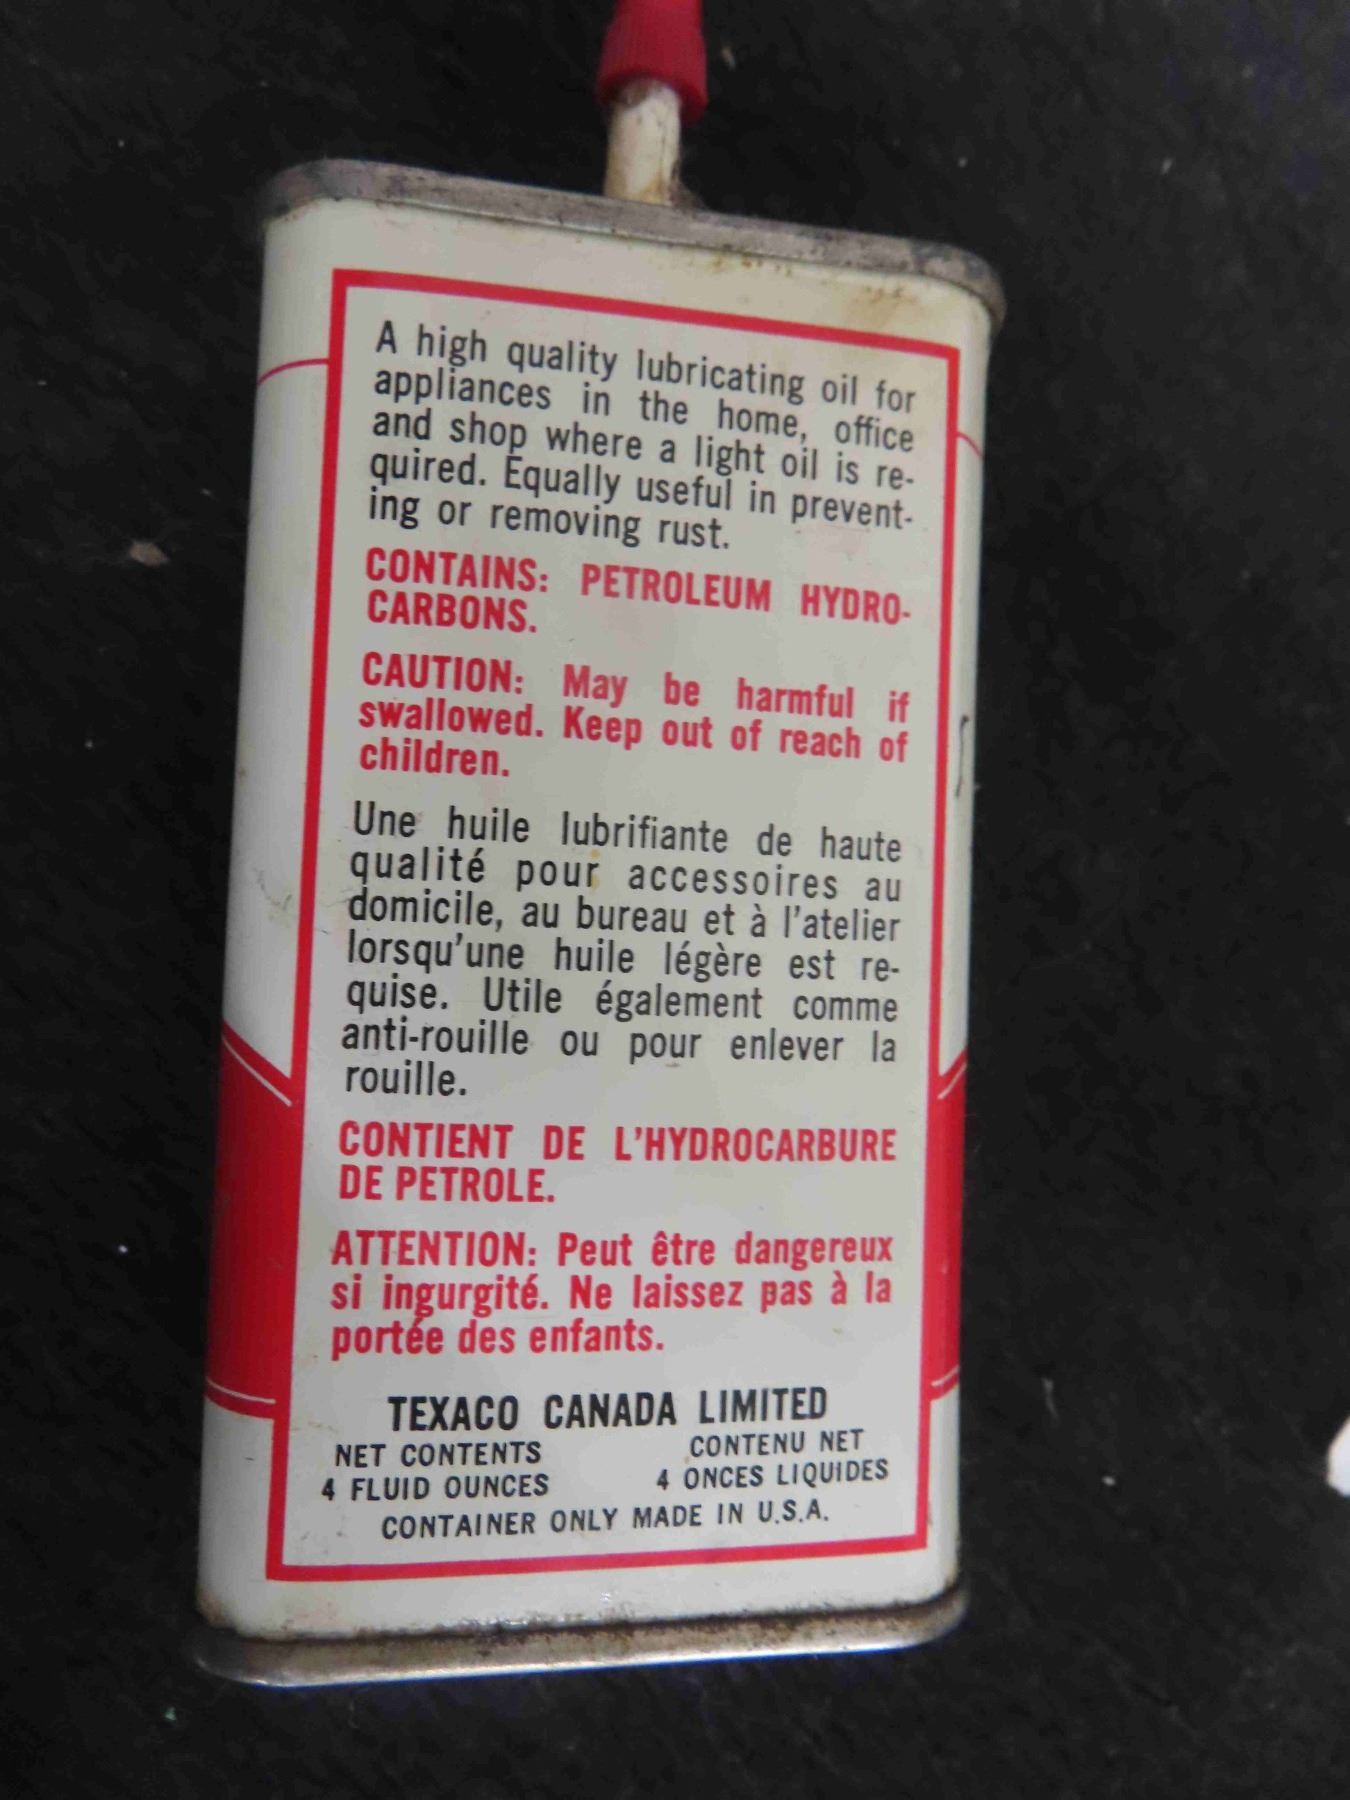 A high quality lubricating oil for
appliances in the home, office
and shop where a light oil is re-
quired. Equally useful in prevent-
ing or removing rust.
CONTAINS: PETROLEUM HYDRO-
CARBONS.
CAUTION: May be harmful if
swallowed. Keep out of reach of
children.
Une huile lubrifiante de haute
qualité pour accessoires au
domicile, au bureau et à l'atelier
lorsqu'une huile légère est re-
quise. Utile également comme
anti-rouille ou pour enlever la
rouille.
CONTIENT DE L'HYDROCARBURE
DE PETROLE.
ATTENTION: Peut être dangereux
si ingurgité. Ne laissez pas à la
portée des enfants.
TEXACO CANADA LIMITED
NET CONTENTS CONTENU NET
4 FLUID OUNCES 4 ONCES LIQUIDES
CONTAINER ONLY MADE IN U.S.A.